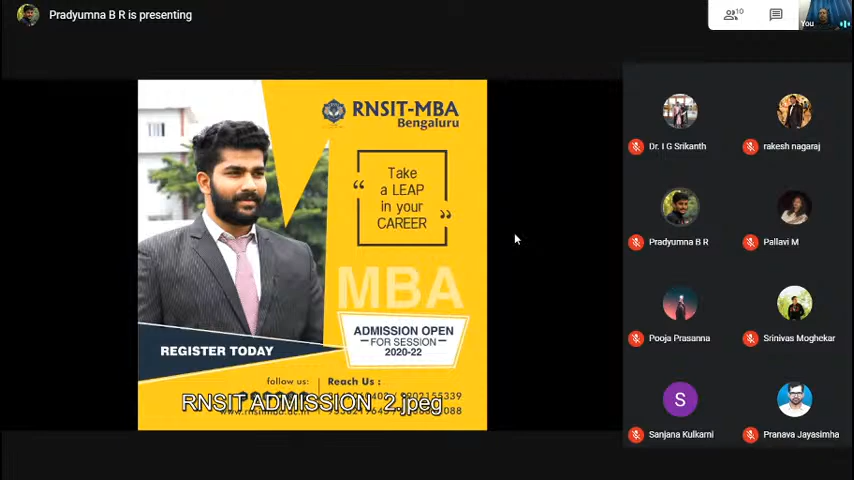 Pradyumna B R is presenting
10
You
RNSIT-MBA
Bengaluru
“ Take
a LEAP
in your
CAREER ”
MBA
ADMISSION OPEN
FOR SESSION
2020-22
REGISTER TODAY
follow us:
Reach Us :
RNSIT ADMISSION 2.jpeg
Dr. I G Srikanth
rakesh nagaraj
Pradyumna B R
Pallavi M
Pooja Prasanna
Srinivas Moghekar
S
Sanjana Kulkarni
Pranava Jayasimha